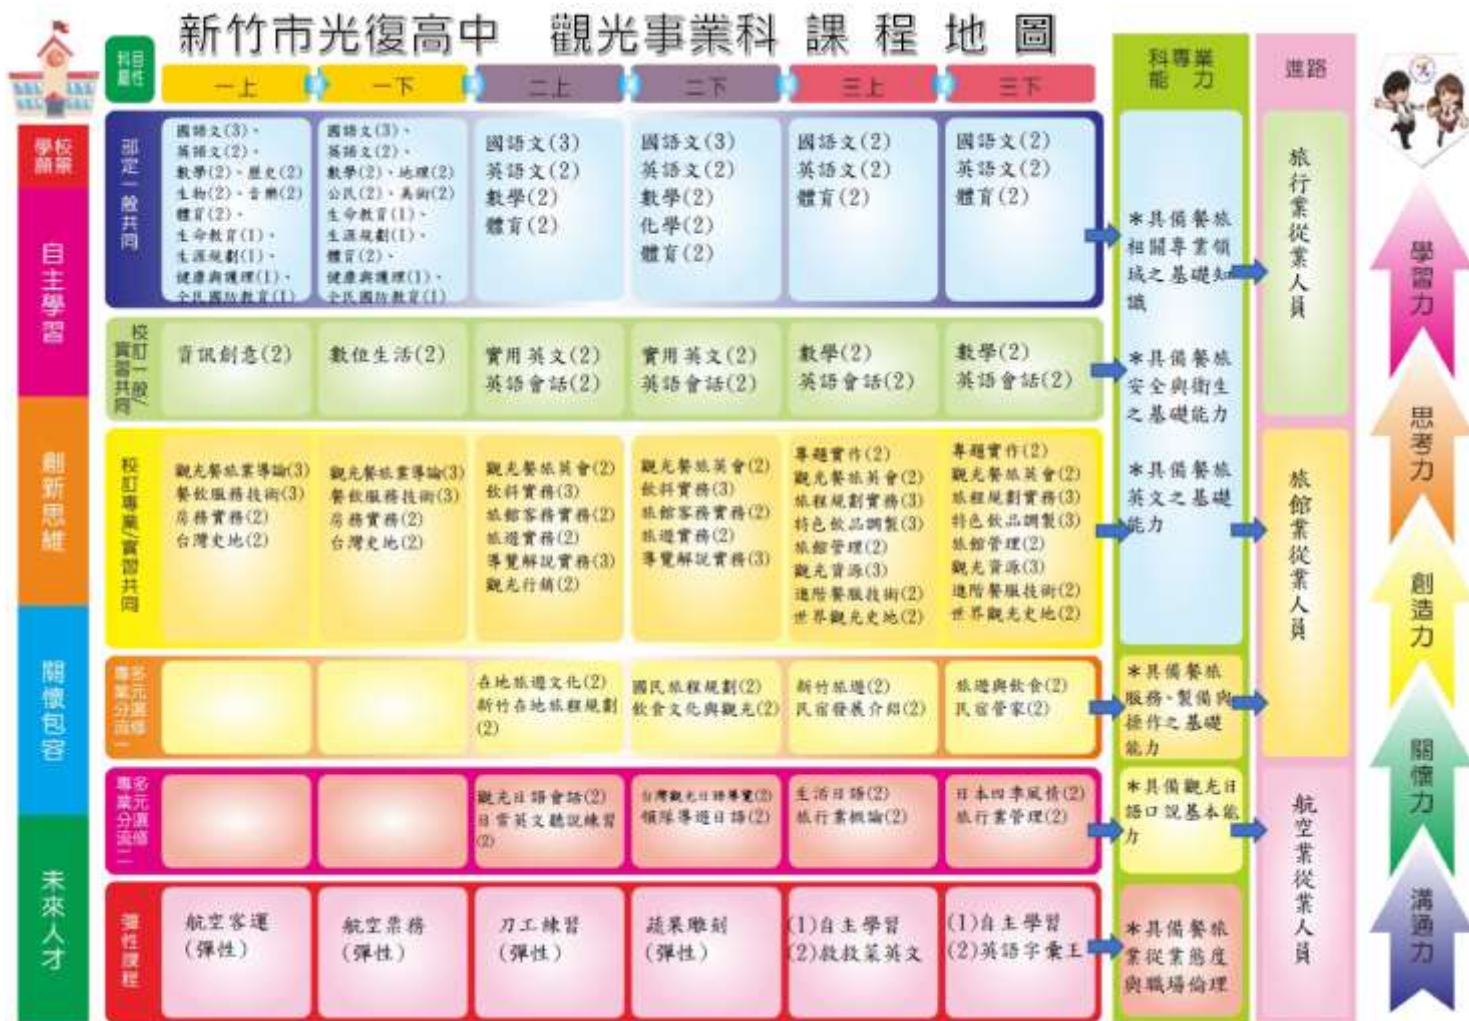 新竹市光復高中 觀光事業科 課程地圖
科目屬性
一上
一下
二上
二下
三上
三下
科專業能力
進路
學校願景
自主學習
創新思維
關懷包容
未來人才
部定一般共同
國語文(3)、
英語文(2)、
數學(2)、歷史(2)
生物(2)、音樂(2)
體育(2)、
生命教育(1)、
生涯規劃(1)、
健康與護理(1)、
全民國防教育(1)
國語文(3)、
英語文(2)、
數學(2)、地理(2)
公民(2)、美術(2)
生命教育(1)、
生涯規劃(1)、
體育(2)、
健康與護理(1)、
全民國防教育(1)
國語文(3)
英語文(2)
數學(2)
體育(2)
國語文(3)
英語文(2)
數學(2)
化學(2)
體育(2)
國語文(2)
英語文(2)
體育(2)
國語文(2)
英語文(2)
體育(2)
校訂一般/
實習共同
資訊創意(2)
數位生活(2)
實用英文(2)
英語會話(2)
實用英文(2)
英語會話(2)
數學(2)
英語會話(2)
數學(2)
英語會話(2)
校訂專業/實習共同
觀光餐旅業導論(3)
餐飲服務技術(3)
房務實務(2)
台灣史地(2)
觀光餐旅業導論(3)
餐飲服務技術(3)
房務實務(2)
台灣史地(2)
觀光餐旅英會(2)
飲料實務(3)
旅館客務實務(2)
旅遊實務(2)
導覽解說實務(3)
觀光行銷(2)
觀光餐旅英會(2)
飲料實務(3)
旅館客務實務(2)
旅遊實務(2)
導覽解說實務(3)
專題實作(2)
觀光餐旅英會(2)
旅程規劃實務(3)
特色飲品調製(3)
旅館管理(2)
觀光資源(3)
進階餐服技術(2)
世界觀光史地(2)
專題實作(2)
觀光餐旅英會(2)
旅程規劃實務(3)
特色飲品調製(3)
旅館管理(2)
觀光資源(3)
進階餐服技術(2)
世界觀光史地(2)
多元選修
專業分流一
在地旅遊文化(2)
新竹在地旅程規劃
(2)
國民旅程規劃(2)
飲食文化與觀光(2)
新竹旅遊(2)
民宿發展介紹(2)
旅遊與飲食(2)
民宿管家(2)
多元選修
專業分流二
觀光日語會話(2)
日常英文聽說練習
(2)
台灣觀光日語導覽(2)
領隊導遊日語(2)
生活日語(2)
旅行業概論(2)
日本四季風情(2)
旅行業管理(2)
彈性課程
航空客運
(彈性)
航空票務
(彈性)
刀工練習
(彈性)
蔬果雕刻
(彈性)
(1)自主學習
(2)救救菜英文
(1)自主學習
(2)英語字彙王
*具備餐旅
相關專業領
域之基礎知
識
*具備餐旅
安全與衛生
之基礎能力
*具備餐旅
英文之基礎
能力
*具備餐旅
服務、製備與
操作之基礎
能力
*具備觀光日
語口說基本能
力
*具備餐旅
業從業態度
與職場倫理
旅行業從業人員
旅館業從業人員
航空業從業人員
學習力
思考力
創造力
關懷力
溝通力